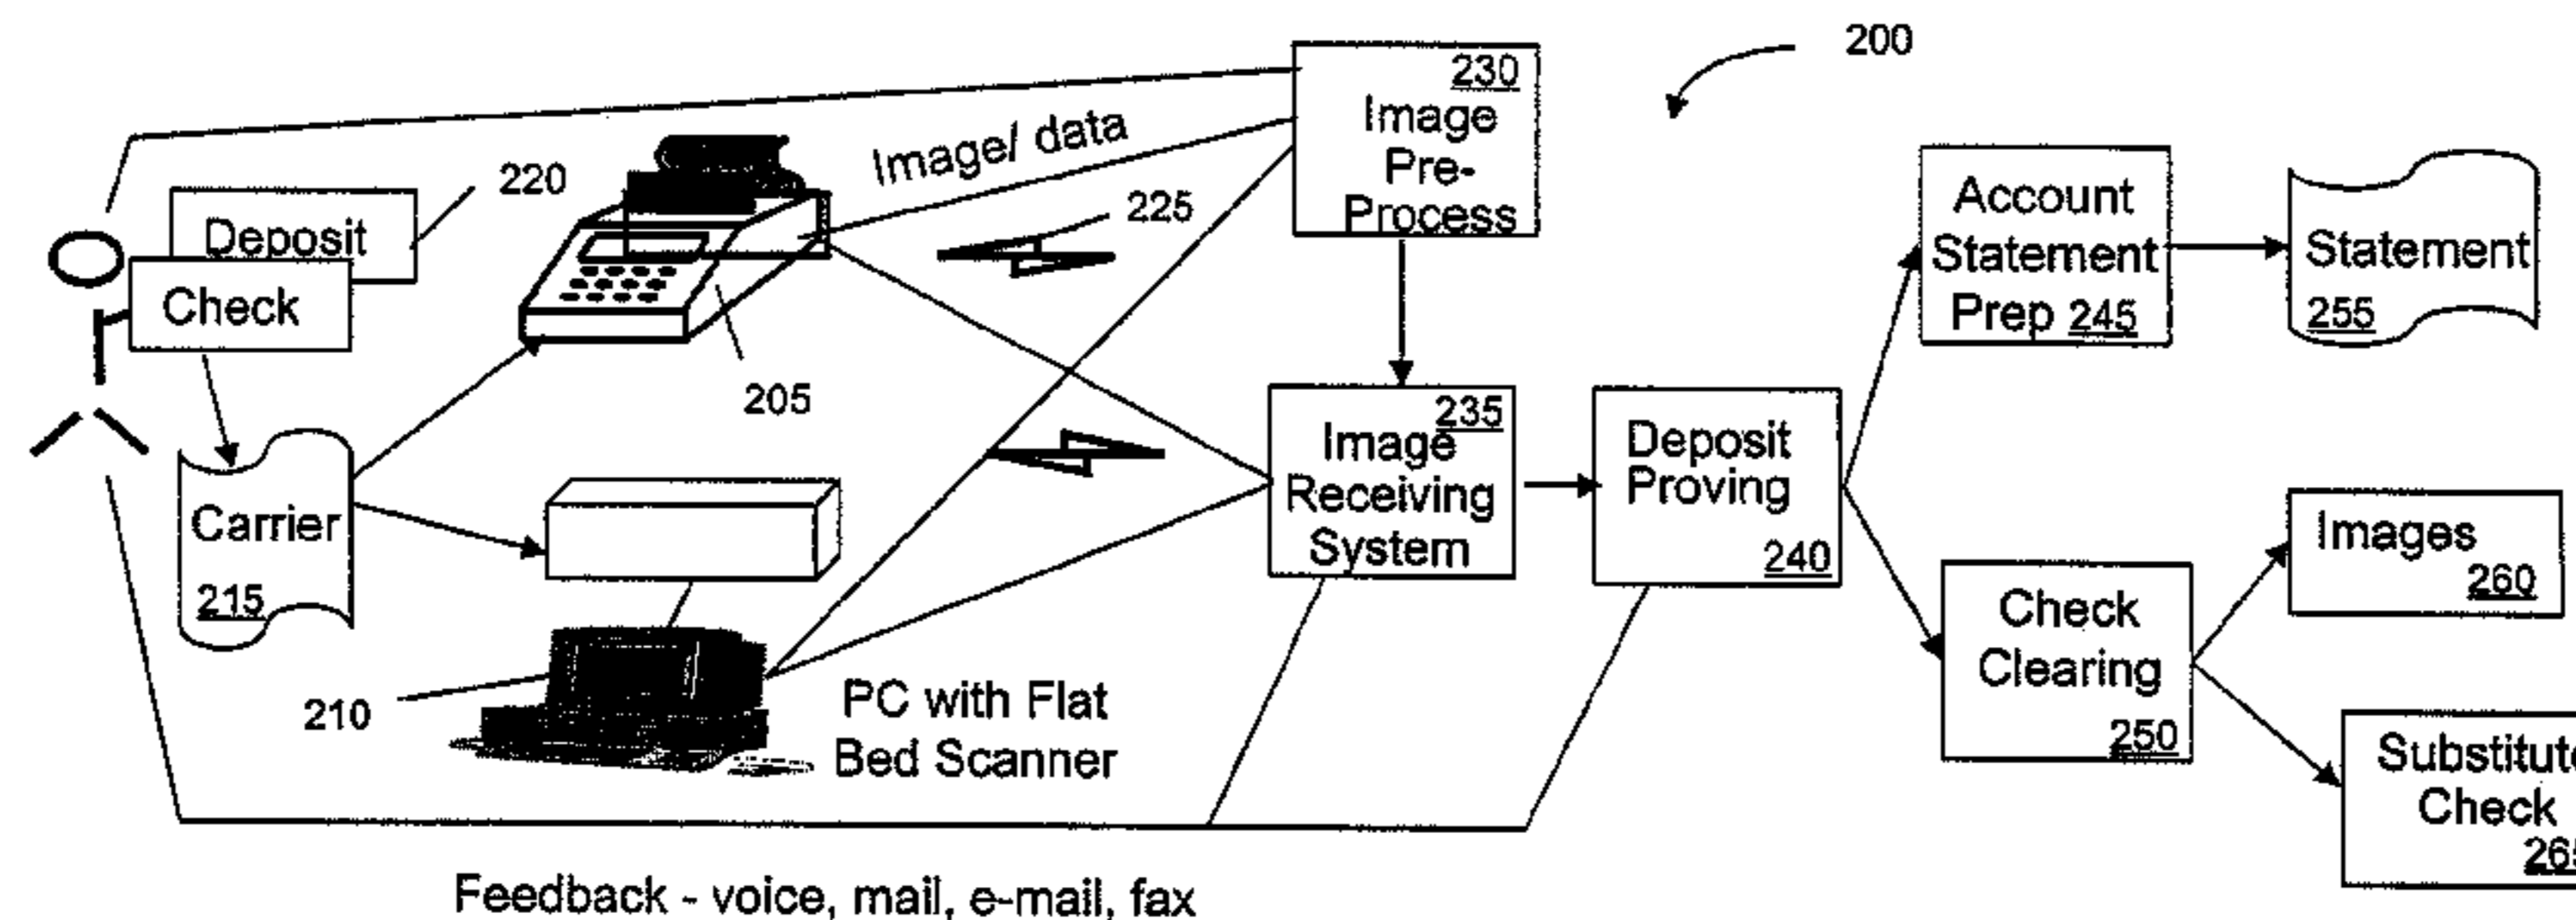 200
230
Image
Pre-
Process
Image/ data
220
225
Deposit
Check
205
Account
Statement
Prep 245
Statement
255
235
Image
Receiving
System
Deposit
Proving
240
Carrier
215
Images
260
Check
Clearing
250
210
PC with Flat
Bed Scanner
Substitute
Check
265
Feedback - voice, mail, e-mail, fax